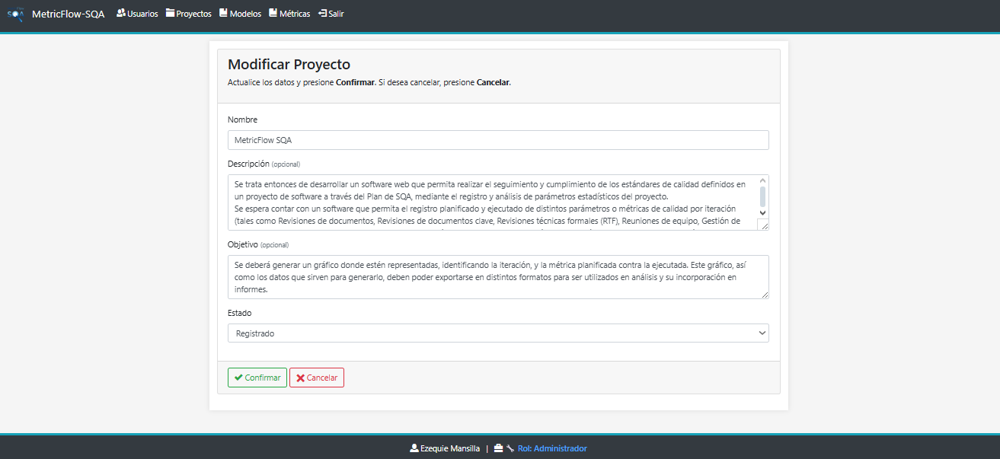 SQA MetricFlow-SQA Usuarios Proyectos Modelos Métricas Salir
Modificar Proyecto
Actualice los datos y presione Confirmar. Si desea cancelar, presione Cancelar.
Nombre
MetricFlow SQA
Descripción (opcional)
Se trata entonces de desarrollar un software web que permita realizar el seguimiento y cumplimiento de los estándares de calidad definidos en
un proyecto de software a través del Plan de SQA, mediante el registro y análisis de parámetros estadísticos del proyecto.
Se espera contar con un software que permita el registro planificado y ejecutado de distintos parámetros o métricas de calidad por iteración
(tales como Revisiones de documentos, Revisiones de documentos clave, Revisiones técnicas formales (RTF), Reuniones de equipo, Gestión de
Objetivo (opcional)
Se deberá generar un gráfico donde estén representadas, identificando la iteración, y la métrica planificada contra la ejecutada. Este gráfico, así
como los datos que sirven para generarlo, deben poder exportarse en distintos formatos para ser utilizados en análisis y su incorporación en
informes.
Estado
Registrado
Confirmar Cancelar
Ezequie Mansilla | Rol: Administrador